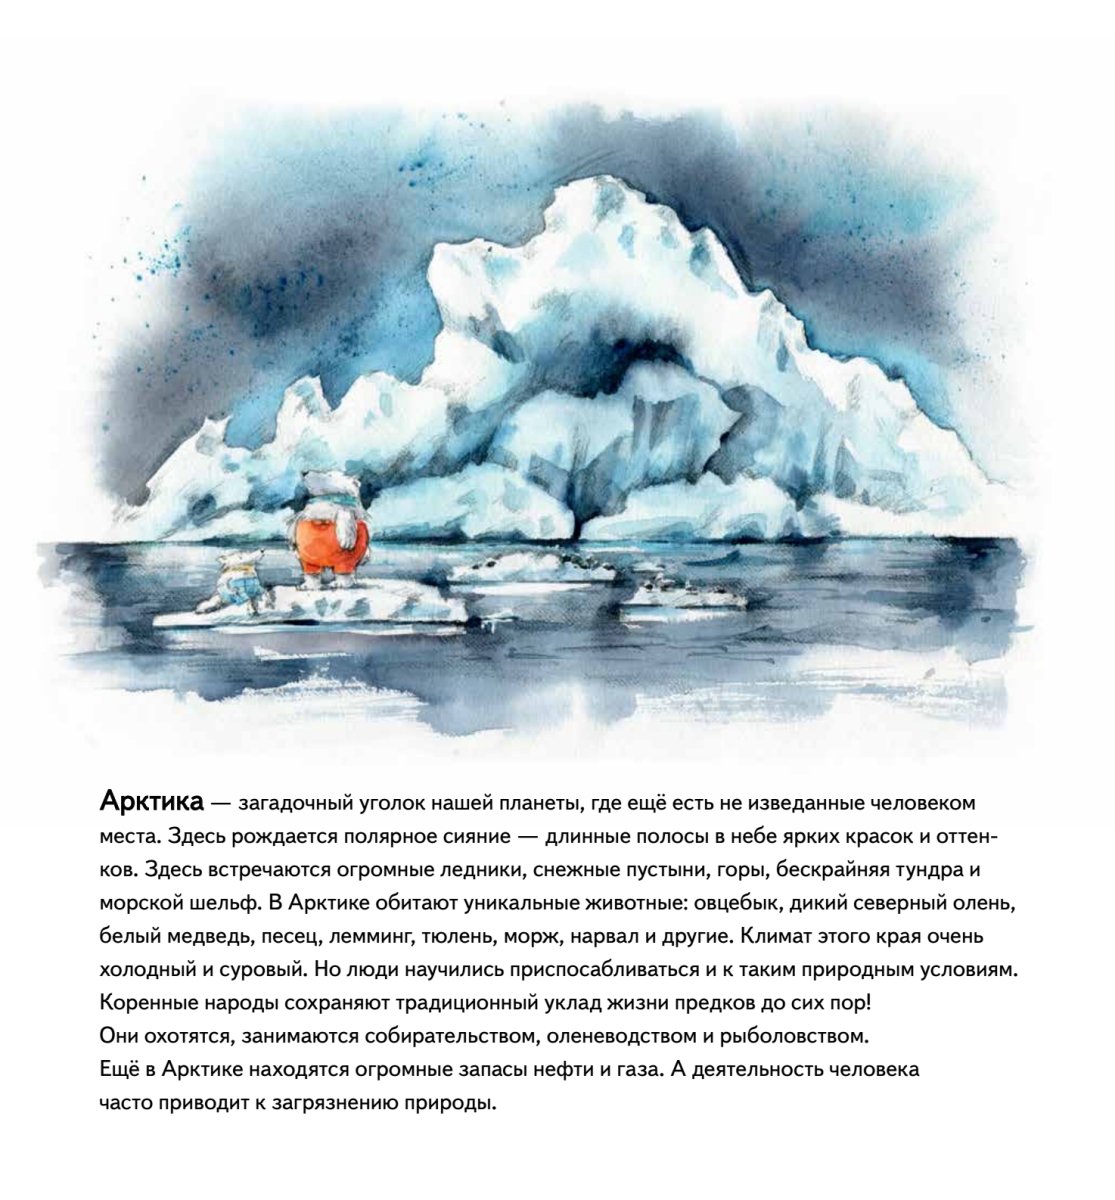 Арктика — загадочный уголок нашей планеты, где ещё есть не изведанные человеком
места. Здесь рождается полярное сияние — длинные полосы в небе ярких красок и оттен-
ков. Здесь встречаются огромные ледники, снежные пустыни, горы, бескрайняя тундра и
морской шельф. В Арктике обитают уникальные животные: овцебык, дикий северный олень,
белый медведь, песец, лемминг, тюлень, морж, нарвал и другие. Климат этого края очень
холодный и суровый. Но люди научились приспосабливаться и к таким природным условиям.
Коренные народы сохраняют традиционный уклад жизни предков до сих пор!
Они охотятся, занимаются собирательством, оленеводством и рыболовством.
Ещё в Арктике находятся огромные запасы нефти и газа. А деятельность человека
часто приводит к загрязнению природы.